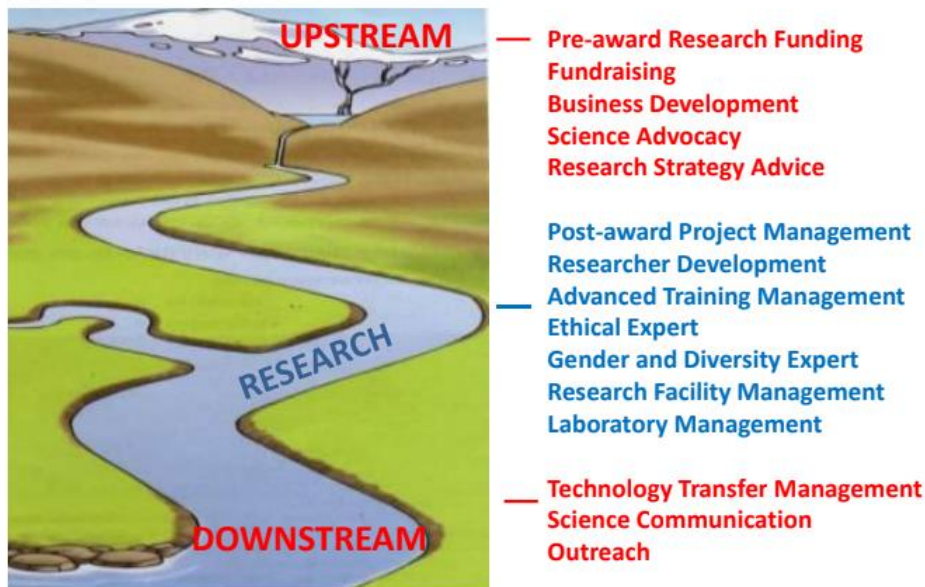 UPSTREAM
Pre-award Research Funding
Fundraising
Business Development
Science Advocacy
Research Strategy Advice
Post-award Project Management
Researcher Development
Advanced Training Management
Ethical Expert
Gender and Diversity Expert
Research Facility Management
Laboratory Management
RESEARCH
Technology Transfer Management
Science Communication
Outreach
DOWNSTREAM